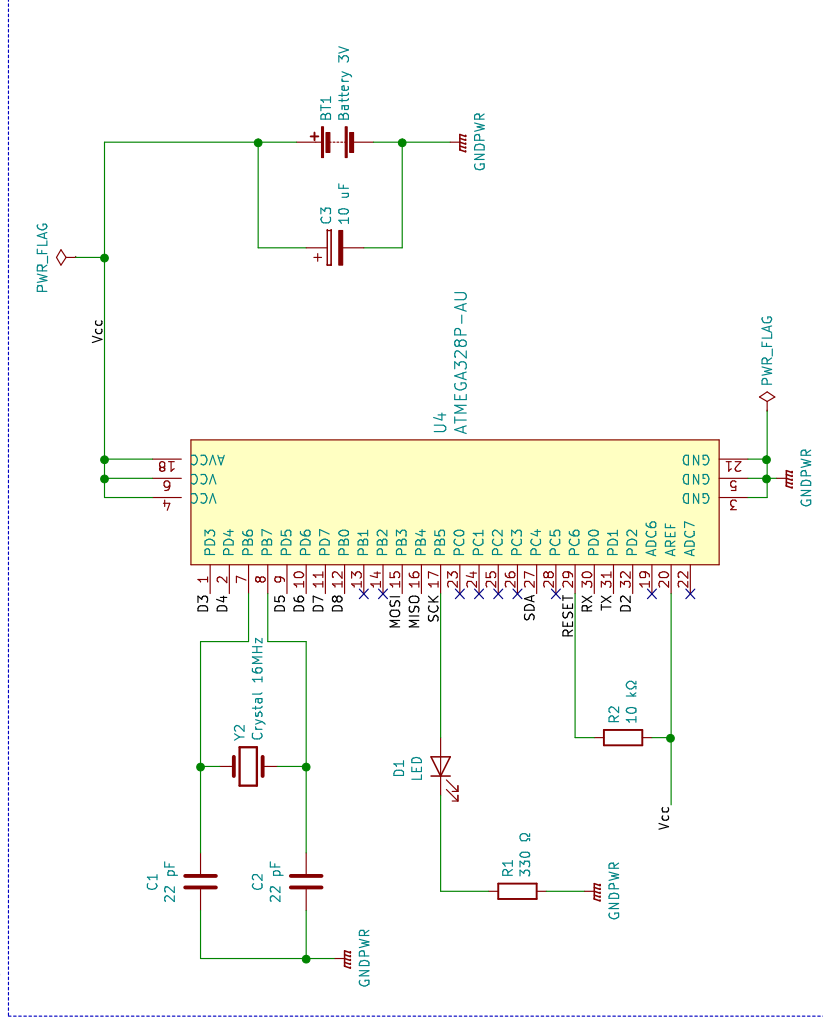 Battery 3V
BT1
GNDPWR
10 uF
C3
+
+
PWR_FLAG
Vcc
ATMEGA328P-AU
U4
PWR_FLAG
GNDPWR
AVCC 18
VCC 6
VCC 4
GND 21
GND 5
GND 3
PD3 1 D3
PD4 2 D4
PB6 7
PB7 8
PD5 9 D5
PD6 10 D6
PD7 11 D7
PB0 12 D8
PB1 13
PB2 14
PB3 15 MOSI
PB4 16 MISO
PB5 17 SCK
PC0 23
PC1 24
PC2 25
PC3 26
PC4 27 SDA
PC5 28
PC6 29 RESET
PD0 30 RX
PD1 31 TX
PD2 32 D2
ADC6 19
AREF 20
ADC7 22
Y2
Crystal 16MHz
D1
LED
R2
10 kΩ
Vcc
C1
22 pF
C2
22 pF
R1
330 Ω
GNDPWR
GNDPWR